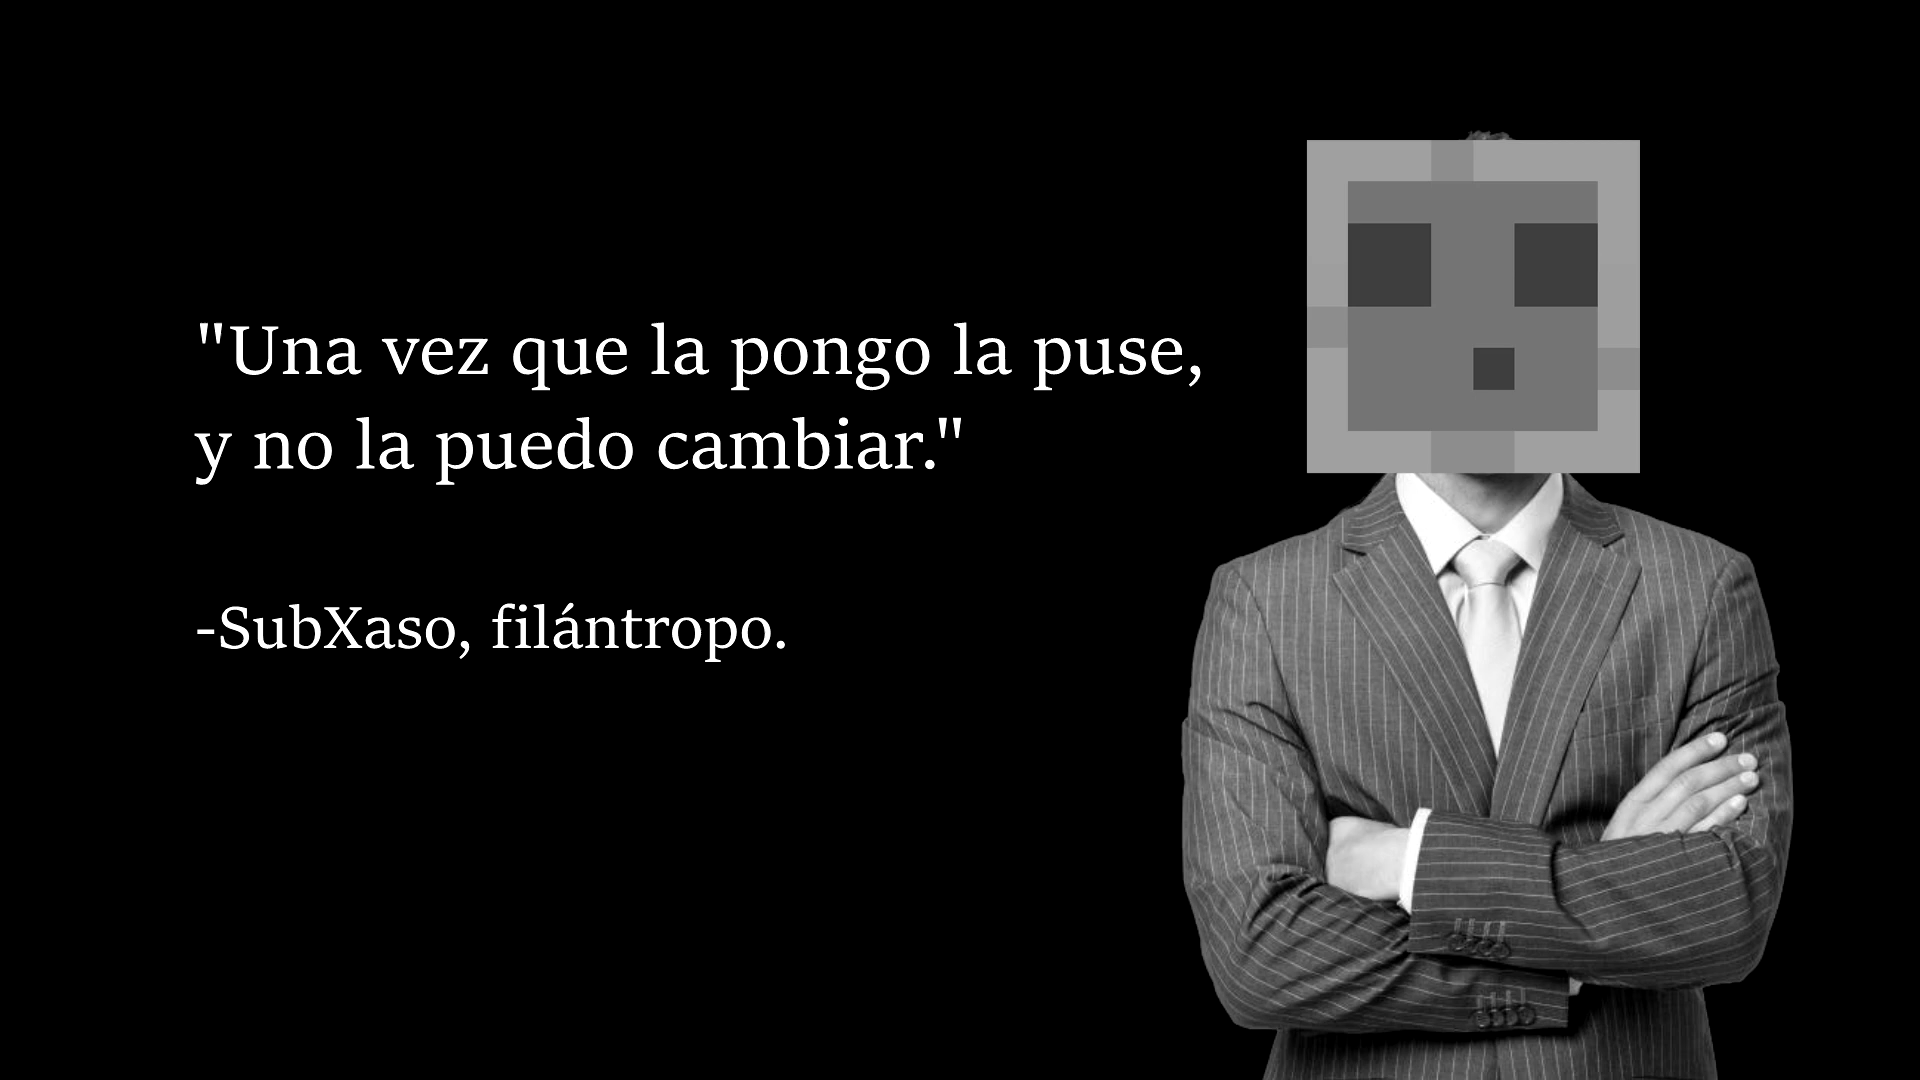 "Una vez que la pongo la puse,
y no la puedo cambiar."
-SubXaso, filántropo.